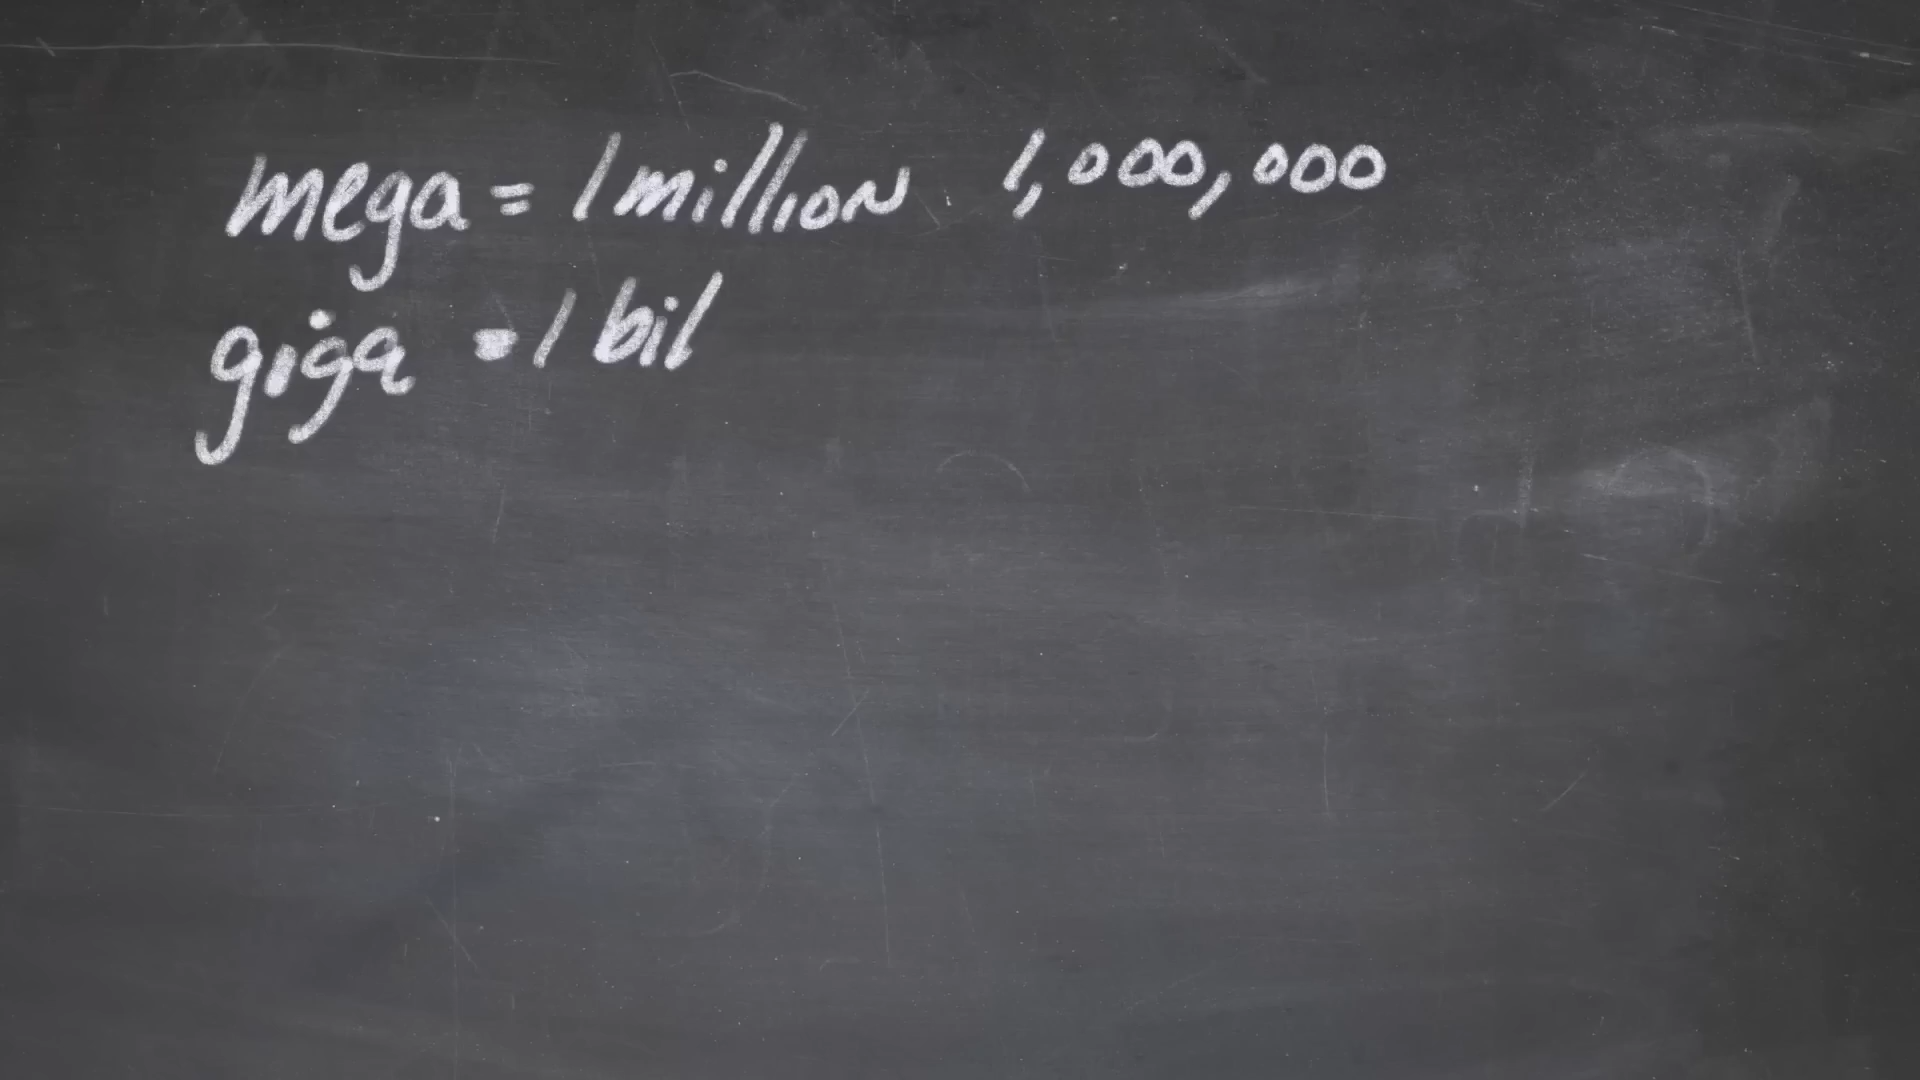 mega = 1 million 1,000,000
giga = 1 bil